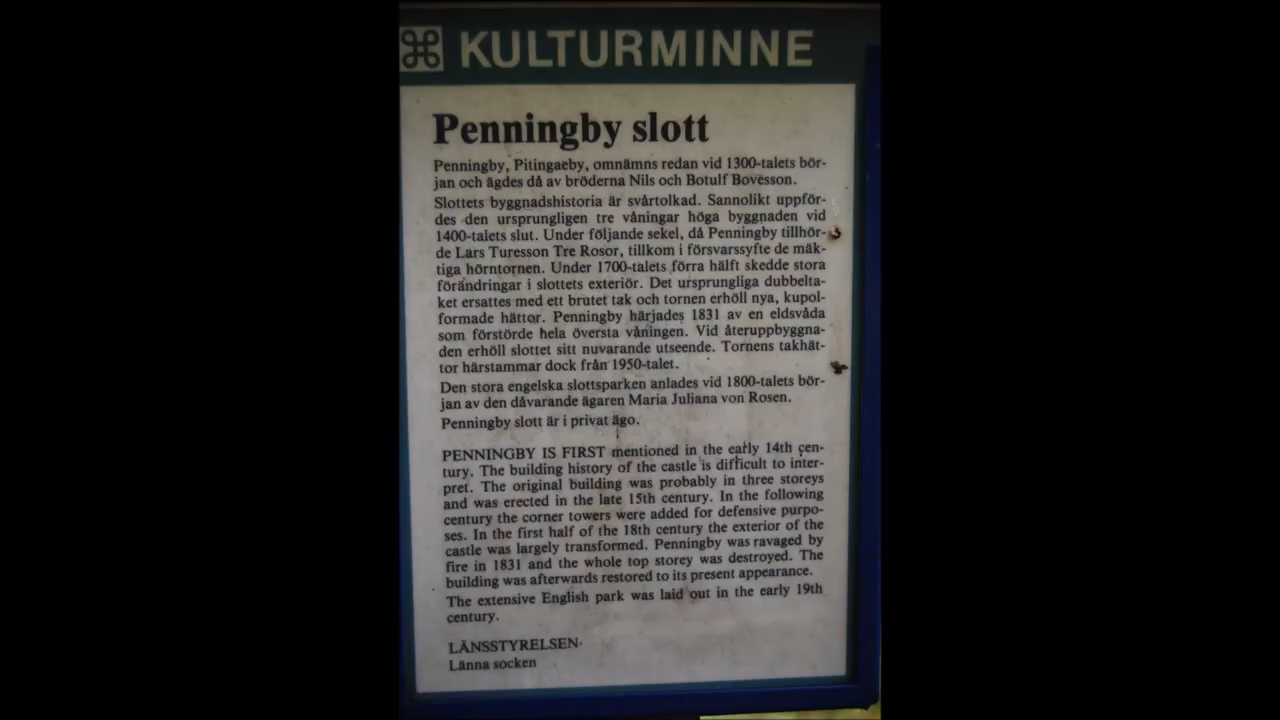 KULTURMINNE
Penningby slott
Penningby, Pitingaeby, omnämns redan vid 1300-talets bör-
jan och ägdes då av bröderna Nils och Botulf Bovesson.
Slottets byggnadshistoria är svårtolkad. Sannolikt uppför-
des den ursprungligen tre våningar höga byggnaden vid
1400-talets slut. Under följande sekel, då Penningby tillhör-
de Lars Turesson Tre Rosor, tillkom i försvarssyfte de mäk-
tiga hörntornen. Under 1700-talets förra hälft skedde stora
förändringar i slottets exteriör. Det ursprungliga dubbelta-
ket ersattes med ett brutet tak och tornen erhöll nya, kupol-
formade hättor. Penningby härjades 1831 av en eldsvåda
som förstörde hela översta våningen. Vid återuppbyggna-
den erhöll slottet sitt nuvarande utseende. Tornens takhät-
tor härstammar dock från 1950-talet.
Den stora engelska slottsparken anlades vid 1800-talets bör-
jan av den dåvarande ägaren Maria Juliana von Rosen.
Penningby slott är i privat ägo.
PENNINGBY IS FIRST mentioned in the early 14th cen-
tury. The building history of the castle is difficult to inter-
pret. The original building was probably in three storeys
and was erected in the late 15th century. In the following
century the corner towers were added for defensive purpo-
ses. In the first half of the 18th century the exterior of the
castle was largely transformed. Penningby was ravaged by
fire in 1831 and the whole top storey was destroyed. The
building was afterwards restored to its present appearance.
The extensive English park was laid out in the early 19th
century.
LÄNSSTYRELSEN
Länna socken